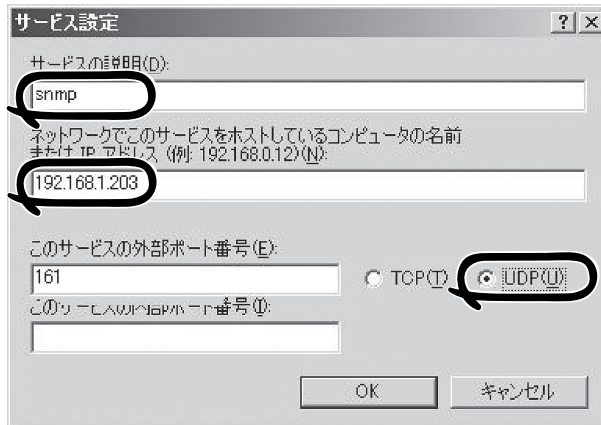 サービス設定
サービスの説明(D):
snmp
ネットワークでこのサービスをホストしているコンピュータの名前
または IP アドレス (例: 192.168.0.12)(N):
192.168.1.203
このサービスの外部ポート番号(E):
161
TCP(T)
UDP(U)
このサービスの内部ポート番号(I):
OK
キャンセル